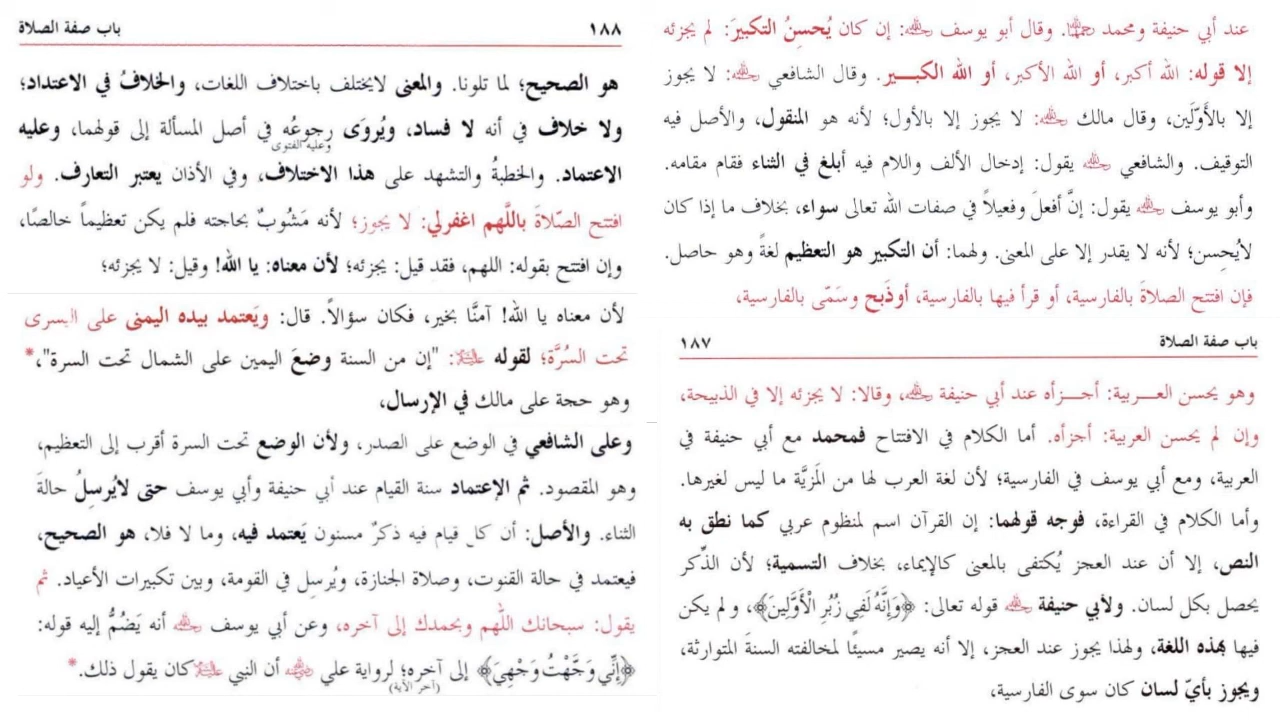 عند أبي حنيفة ومحمد رحمهما الله. وقال أبو يوسف رحمه الله: إن كان يُحسِنُ التكبيرَ: لم يجزئه
إلا قوله: الله أكبر، أو الله الأكبر، أو الله الكبـــير. وقال الشافعي رحمه الله: لا يجوز
إلا بالأَوّلَين، وقال مالك رحمه الله: لا يجوز إلا بالأول؛ لأنه هو المنقول، والأصل فيه
التوقيف. والشافعي رحمه الله يقول: إدخال الألف واللام فيه أبلغ في الثناء فقام مقامه.
وأبو يوسف رحمه الله يقول: إنَّ أفعلَ وفعيلاً في صفات الله تعالى سواء، بخلاف ما إذا كان
لايُحسن؛ لأنه لا يقدر إلا على المعنى. ولهما: أن التكبير هو التعظيم لغةً وهو حاصل.
فإن افتتح الصلاةَ بالفارسية، أو قرأ فيها بالفارسية، أوذَبح وسَمّى بالفارسية،
باب صفة الصلاة ١٨٧
وهو يحسن العـــربية: أجـــزأه عند أبي حنيفة رحمه الله، وقالا: لا يجزئه إلا في الذبيحة،
وإن لم يحسن العربية: أجزأه. أما الكلام في الافتتاح فمحمد مع أبي حنيفة في
العربية، ومع أبي يوسف في الفارسية؛ لأن لغة العرب لها من المَزيَّة ما ليس لغيرها.
وأما الكلام في القراءة، فوجه قولهما: إن القرآن اسم لمنظوم عربي كما نطق به
النص، إلا أن عند العجز يُكتفى بالمعنى كالإيماء، بخلاف التسمية؛ لأن الذِّكر
يحصل بكل لسان. ولأبي حنيفة رحمه الله قوله تعالى: ﴿وَإِنَّهُ لَفِي زُبُرِ الْأَوَّلِينَ﴾، ولم يكن
فيها بهذه اللغة، ولهذا يجوز عند العجز، إلا أنه يصير مسيئًا لمخالفته السنةَ المتوارثة،
ويجوز بأيّ لسان كان سوى الفارسية،
١٨٨ باب صفة الصلاة
هو الصحيح؛ لما تلونا. والمعنى لايختلف باختلاف اللغات، والخلافُ في الاعتداد؛
ولا خلاف في أنه لا فساد، ويُروَى رجوعُه في أصل المسألة إلى قولهما، وعليه
وعليه الفتوى
الاعتماد. والخطبةُ والتشهد على هذا الاختلاف، وفي الأذان يعتبر التعارف. ولو
افتتح الصّلاةَ باللَّهم اغفرلي: لا يجوز؛ لأنه مَشُوبٌ بحاجته فلم يكن تعظيماً خالصًا،
وإن افتتح بقوله: اللهم، فقد قيل: يجزئه؛ لأن معناه: يا الله! وقيل: لا يجزئه؛
لأن معناه يا الله! آمنَّا بخير، فكان سؤالاً. قال: ويَعتمد بيده اليمنى على اليسرى
تحت السُرَّة؛ لقوله عليه السلام: "إن من السنة وضعَ اليمين على الشمال تحت السرة"،*
وهو حجة على مالك في الإرسال،
وعلى الشافعي في الوضع على الصدر، ولأن الوضع تحت السرة أقرب إلى التعظيم،
وهو المقصود. ثم الإعتماد سنة القيام عند أبي حنيفة وأبي يوسف حتى لايُرسِلُ حالةَ
الثناء. والأصل: أن كل قيام فيه ذكرٌ مسنون يَعتمد فيه، وما لا فلا، هو الصحيح،
فيعتمد في حالة القنوت، وصلاة الجنازة، ويُرسِل في القومة، وبين تكبيرات الأعياد. ثم
يقول: سبحانك اللّهم وبحمدك إلى آخره، وعن أبي يوسف رحمه الله أنه يَضُمُّ إليه قوله:
﴿إِنِّي وَجَّهْتُ وَجْهِيَ﴾ إلى آخره؛ لرواية علي رضي الله عنه أن النبي عليه السلام كان يقول ذلك.*
(آخر الآية)